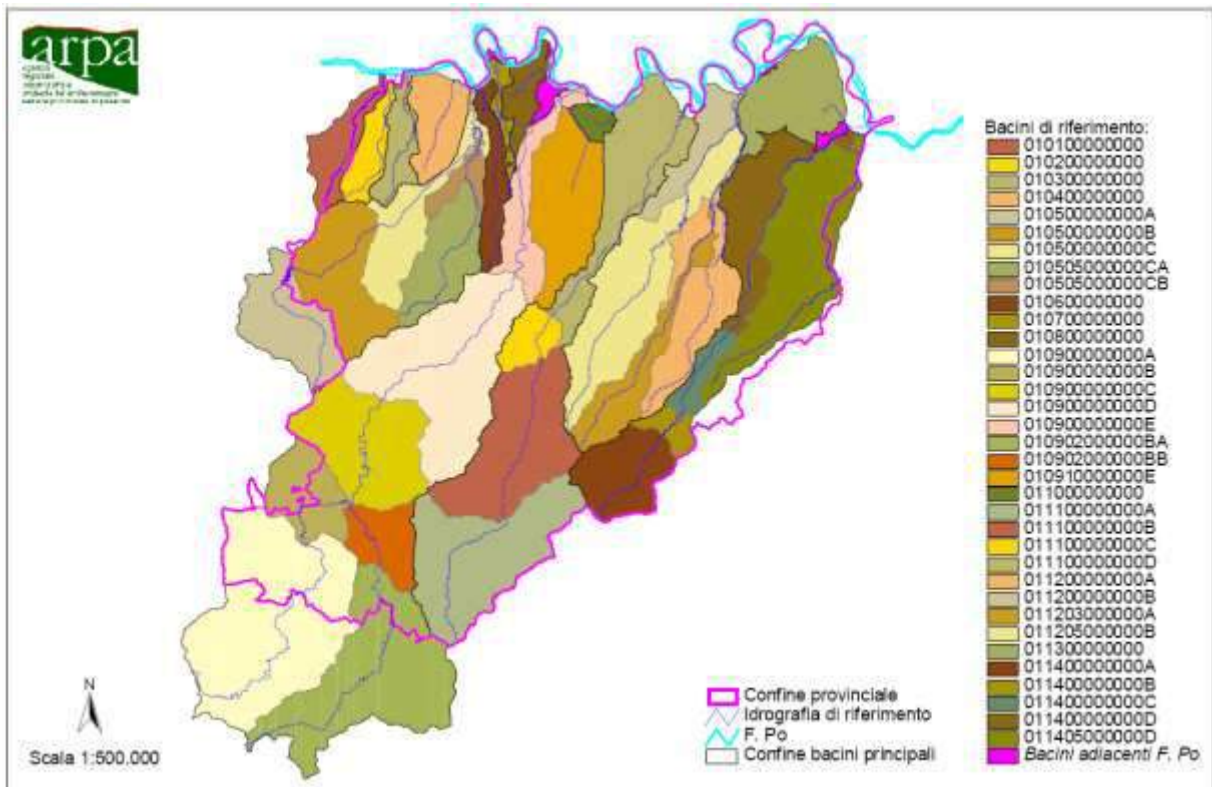 arpa
agenzia
regionale
Bacini di riferimento:
010100000000
010200000000
010300000000
010400000000
010500000000A
010500000000B
010500000000C
010505000000CA
010505000000CB
010600000000
010700000000
010800000000
010900000000A
010900000000B
010900000000C
010900000000D
010900000000E
010902000000BA
010902000000BB
010910000000E
011000000000
011100000000A
011100000000B
011100000000C
011100000000D
011200000000A
011200000000B
011203000000A
011205000000B
011300000000
011400000000A
011400000000B
011400000000C
011400000000D
011405000000D
Bacini adiacenti F. Po
Confine provinciale
Idrografia di riferimento
F. Po
Confine bacini principali
N
Scala 1:500.000